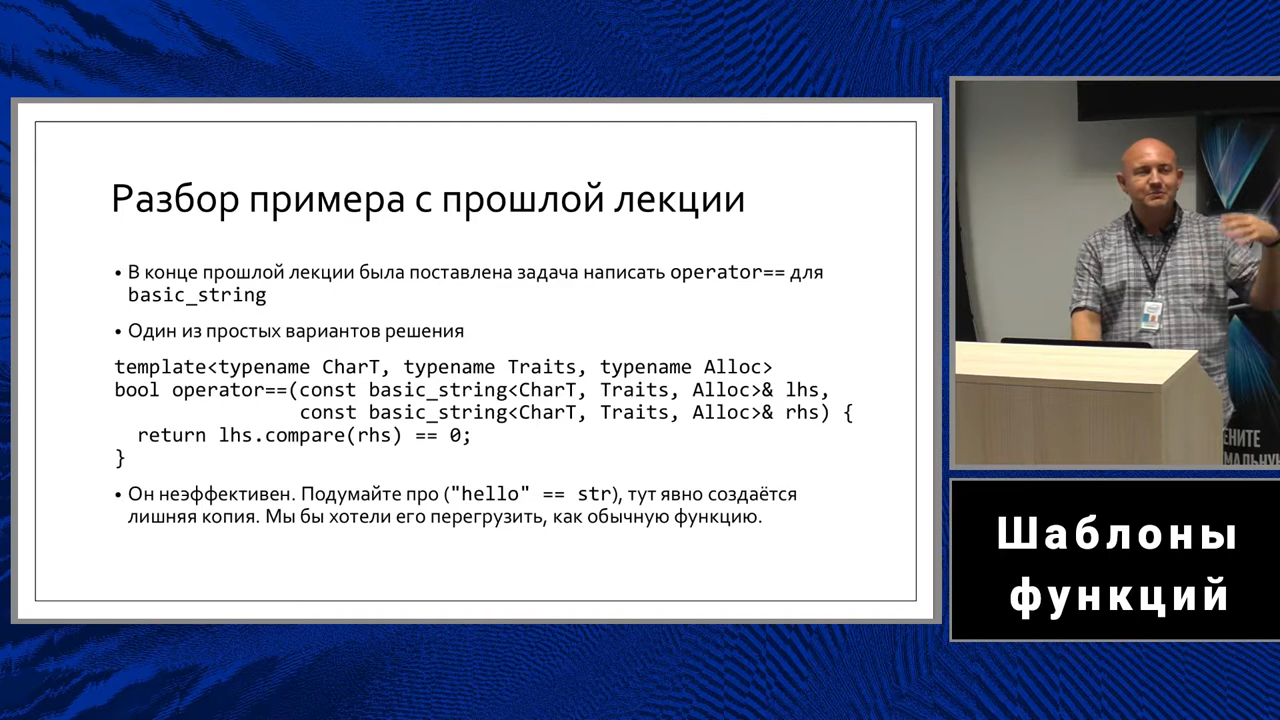 Разбор примера с прошлой лекции
• В конце прошлой лекции была поставлена задача написать operator== для
basic_string
• Один из простых вариантов решения
template<typename CharT, typename Traits, typename Alloc>
bool operator==(const basic_string<CharT, Traits, Alloc>& lhs,
const basic_string<CharT, Traits, Alloc>& rhs) {
return lhs.compare(rhs) == 0;
}
• Он неэффективен. Подумайте про ("hello" == str), тут явно создаётся
лишняя копия. Мы бы хотели его перегрузить, как обычную функцию.
Шаблоны
функций